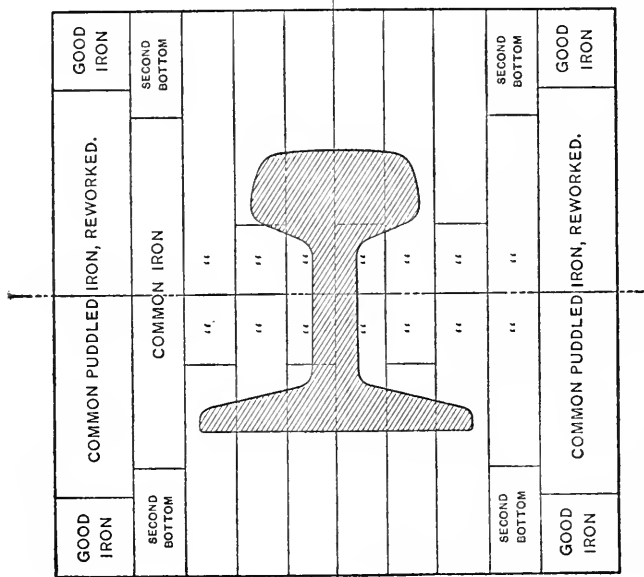 GOOD
IRON
COMMON PUDDLED IRON, REWORKED.
GOOD
IRON
SECOND
BOTTOM
COMMON IRON
SECOND
BOTTOM
“ “
“ “
“ “
“ “
“ “
“ “
SECOND
BOTTOM
“ “
SECOND
BOTTOM
GOOD
IRON
COMMON PUDDLED IRON, REWORKED.
GOOD
IRON